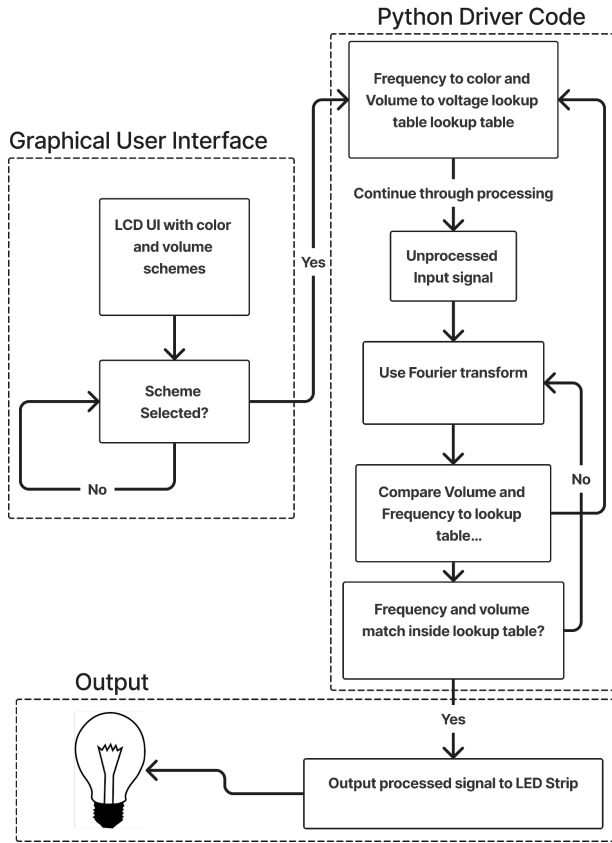 Python Driver Code
Frequency to color and
Volume to voltage lookup
table lookup table
Graphical User Interface
Continue through processing
LCD UI with color
and volume
schemes
Yes
Unprocessed
Input signal
Scheme
Selected?
Use Fourier transform
No
No
Compare Volume and
Frequency to lookup
table...
Frequency and volume
match inside lookup table?
Output
Yes
Output processed signal to LED Strip